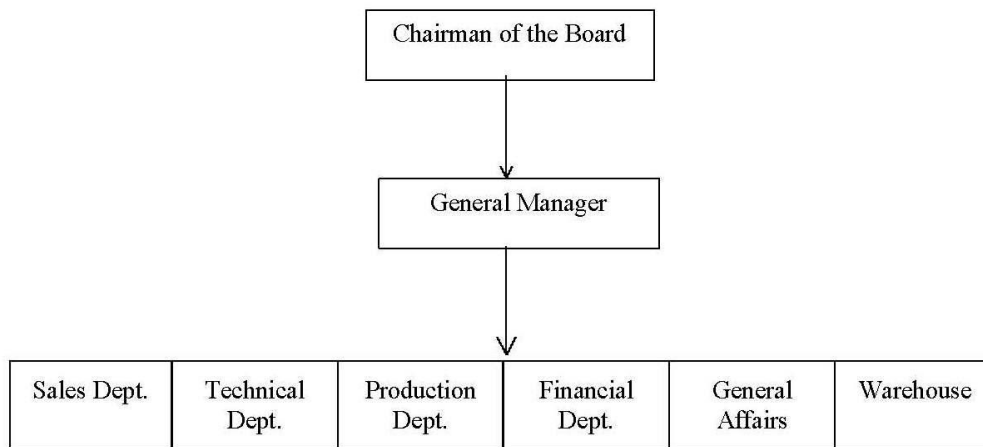 Chairman of the Board
General Manager
Sales Dept.
Technical
Dept.
Production
Dept.
Financial
Dept.
General
Affairs
Warehouse